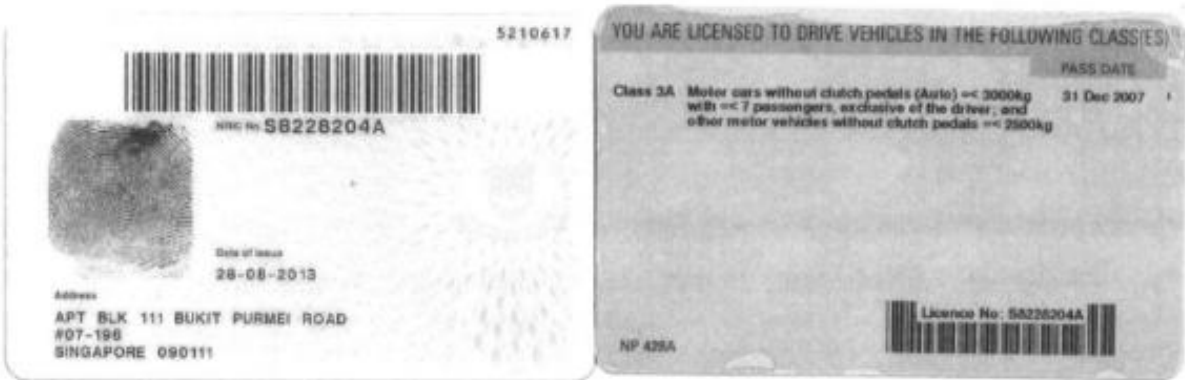 5210617
NRIC No. S8228204A
Date of issue
28-08-2013
Address
APT BLK 111 BUKIT PURMEI ROAD
#07-196
SINGAPORE 090111
YOU ARE LICENSED TO DRIVE VEHICLES IN THE FOLLOWING CLASS(ES)
PASS DATE
Class 3A Motor cars without clutch pedals (Auto) =< 3000kg 31 Dec 2007
with =< 7 passengers, exclusive of the driver; and
other motor vehicles without clutch pedals =< 2500kg
Licence No: S8228204A
NP 428A